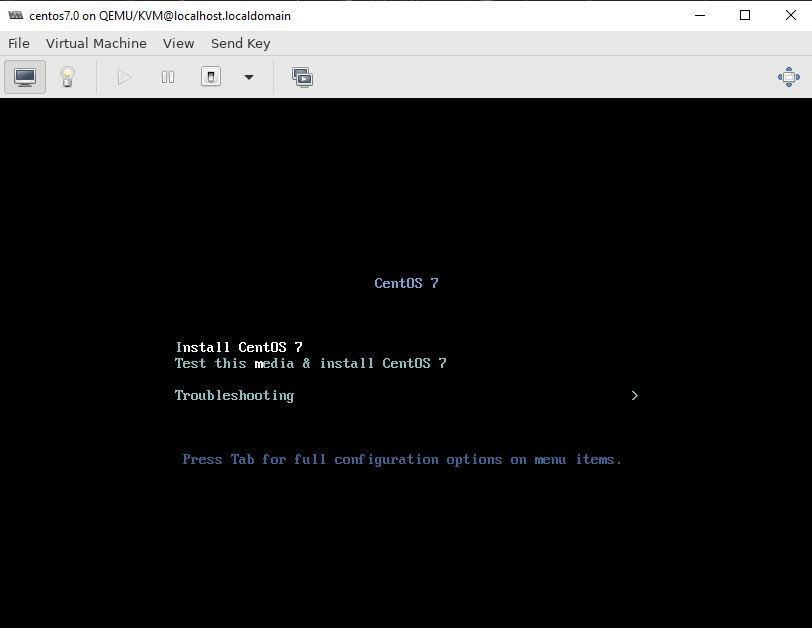 centos7.0 on QEMU/KVM@localhost.localdomain
File Virtual Machine View Send Key
CentOS 7
Install CentOS 7
Test this media & install CentOS 7
Troubleshooting >
Press Tab for full configuration options on menu items.